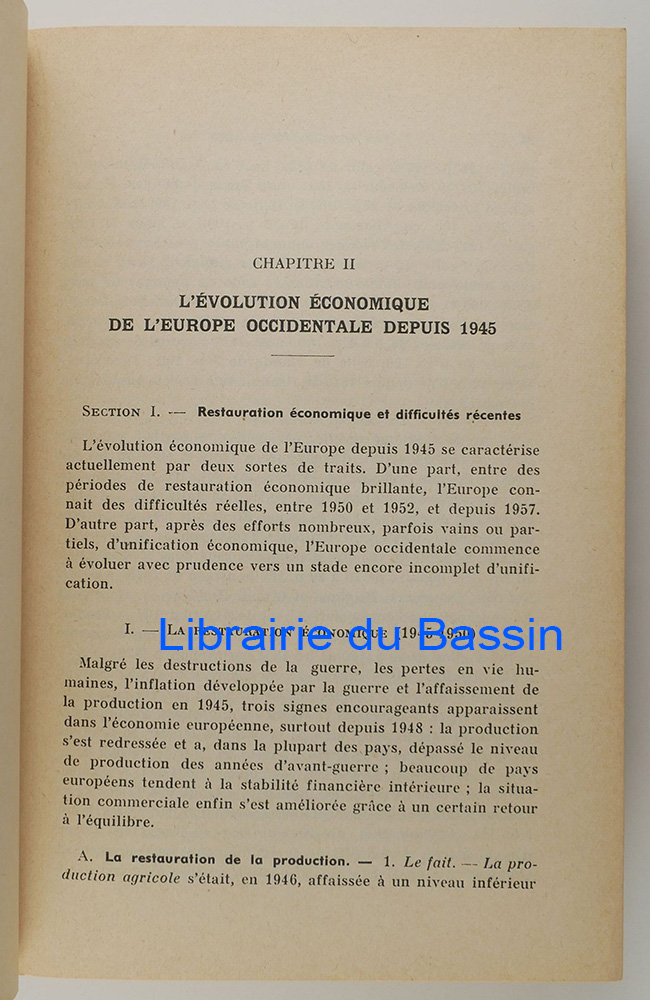 CHAPITRE II
L'ÉVOLUTION ÉCONOMIQUE
DE L'EUROPE OCCIDENTALE DEPUIS 1945
SECTION I. — Restauration économique et difficultés récentes
L'évolution économique de l'Europe depuis 1945 se caractérise
actuellement par deux sortes de traits. D'une part, entre des
périodes de restauration économique brillante, l'Europe con-
nait des difficultés réelles, entre 1950 et 1952, et depuis 1957.
D'autre part, après des efforts nombreux, parfois vains ou par-
tiels, d'unification économique, l'Europe occidentale commence
à évoluer avec prudence vers un stade encore incomplet d'unifi-
cation.
I. — LA RESTAURATION ÉCONOMIQUE (1945-1950)
Librairie du Bassin
Malgré les destructions de la guerre, les pertes en vie hu-
maines, l'inflation développée par la guerre et l'affaissement de
la production en 1945, trois signes encourageants apparaissent
dans l'économie européenne, surtout depuis 1948 : la production
s'est redressée et a, dans la plupart des pays, dépassé le niveau
de production des années d'avant-guerre ; beaucoup de pays
européens tendent à la stabilité financière intérieure ; la situa-
tion commerciale enfin s'est améliorée grâce à un certain retour
à l'équilibre.
A. La restauration de la production. — 1. Le fait. — La pro-
duction agricole s'était, en 1946, affaissée à un niveau inférieur